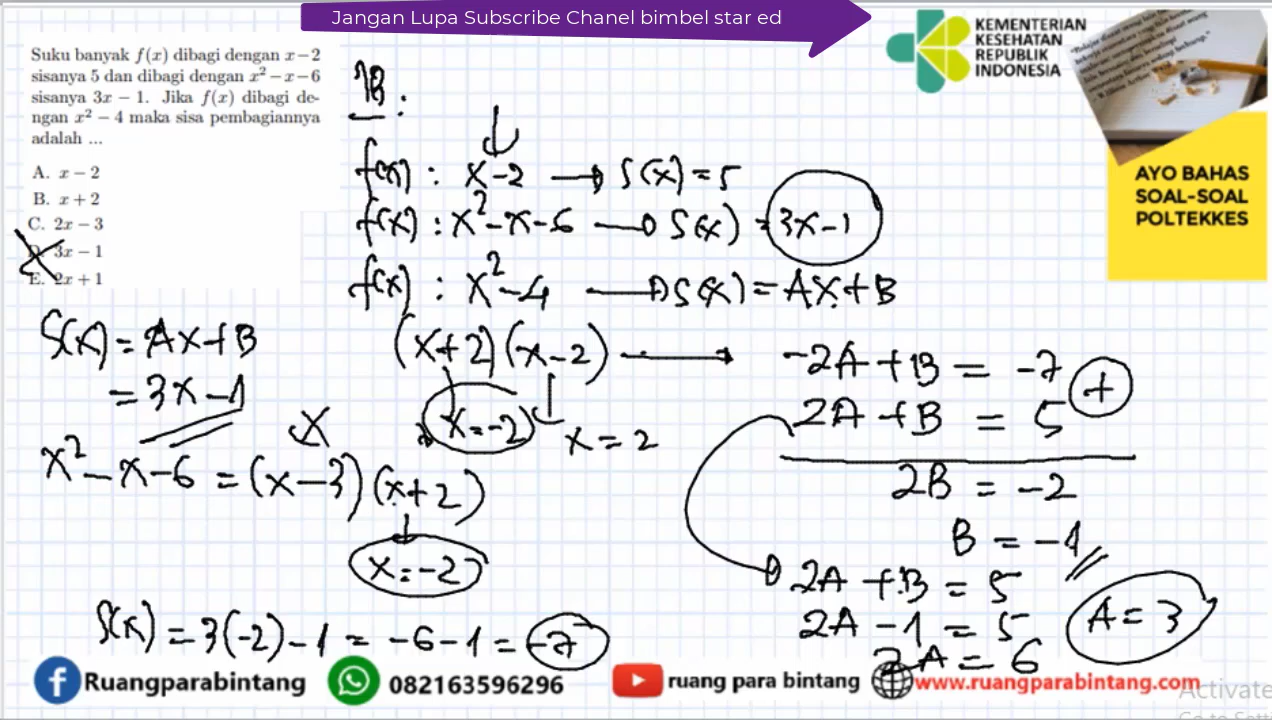 Jangan Lupa Subscribe Chanel bimbel star ed
KEMENTERIAN
KESEHATAN
REPUBLIK
INDONESIA
Suku banyak f(x) dibagi dengan x−2
sisanya 5 dan dibagi dengan x²−x−6
sisanya 3x − 1. Jika f(x) dibagi de-
ngan x² − 4 maka sisa pembagiannya
adalah ...
A. x − 2
B. x + 2
C. 2x − 3
D. 3x − 1
E. 2x + 1
AYO BAHAS
SOAL-SOAL
POLTEKKES
f(x) : x−2 → S(x) = 5
f(x) : x²−x−6 → S(x) = 3x−1
f(x) : x²−4 → S(x) = Ax+B
(x+2)(x−2) →
x=−2
x = 2
S(x) = Ax+B
= 3x−1
x²−x−6 = (x−3)(x+2)
x=−2
S(x) = 3(−2)−1 = −6−1 = −7
−2A+B = −7
2A+B = 5
+
2B = −2
B = −1
2A+B = 5
2A−1 = 5
2A = 6
A = 3
Ruangparabintang
082163596296
ruang para bintang
www.ruangparabintang.com
Activate